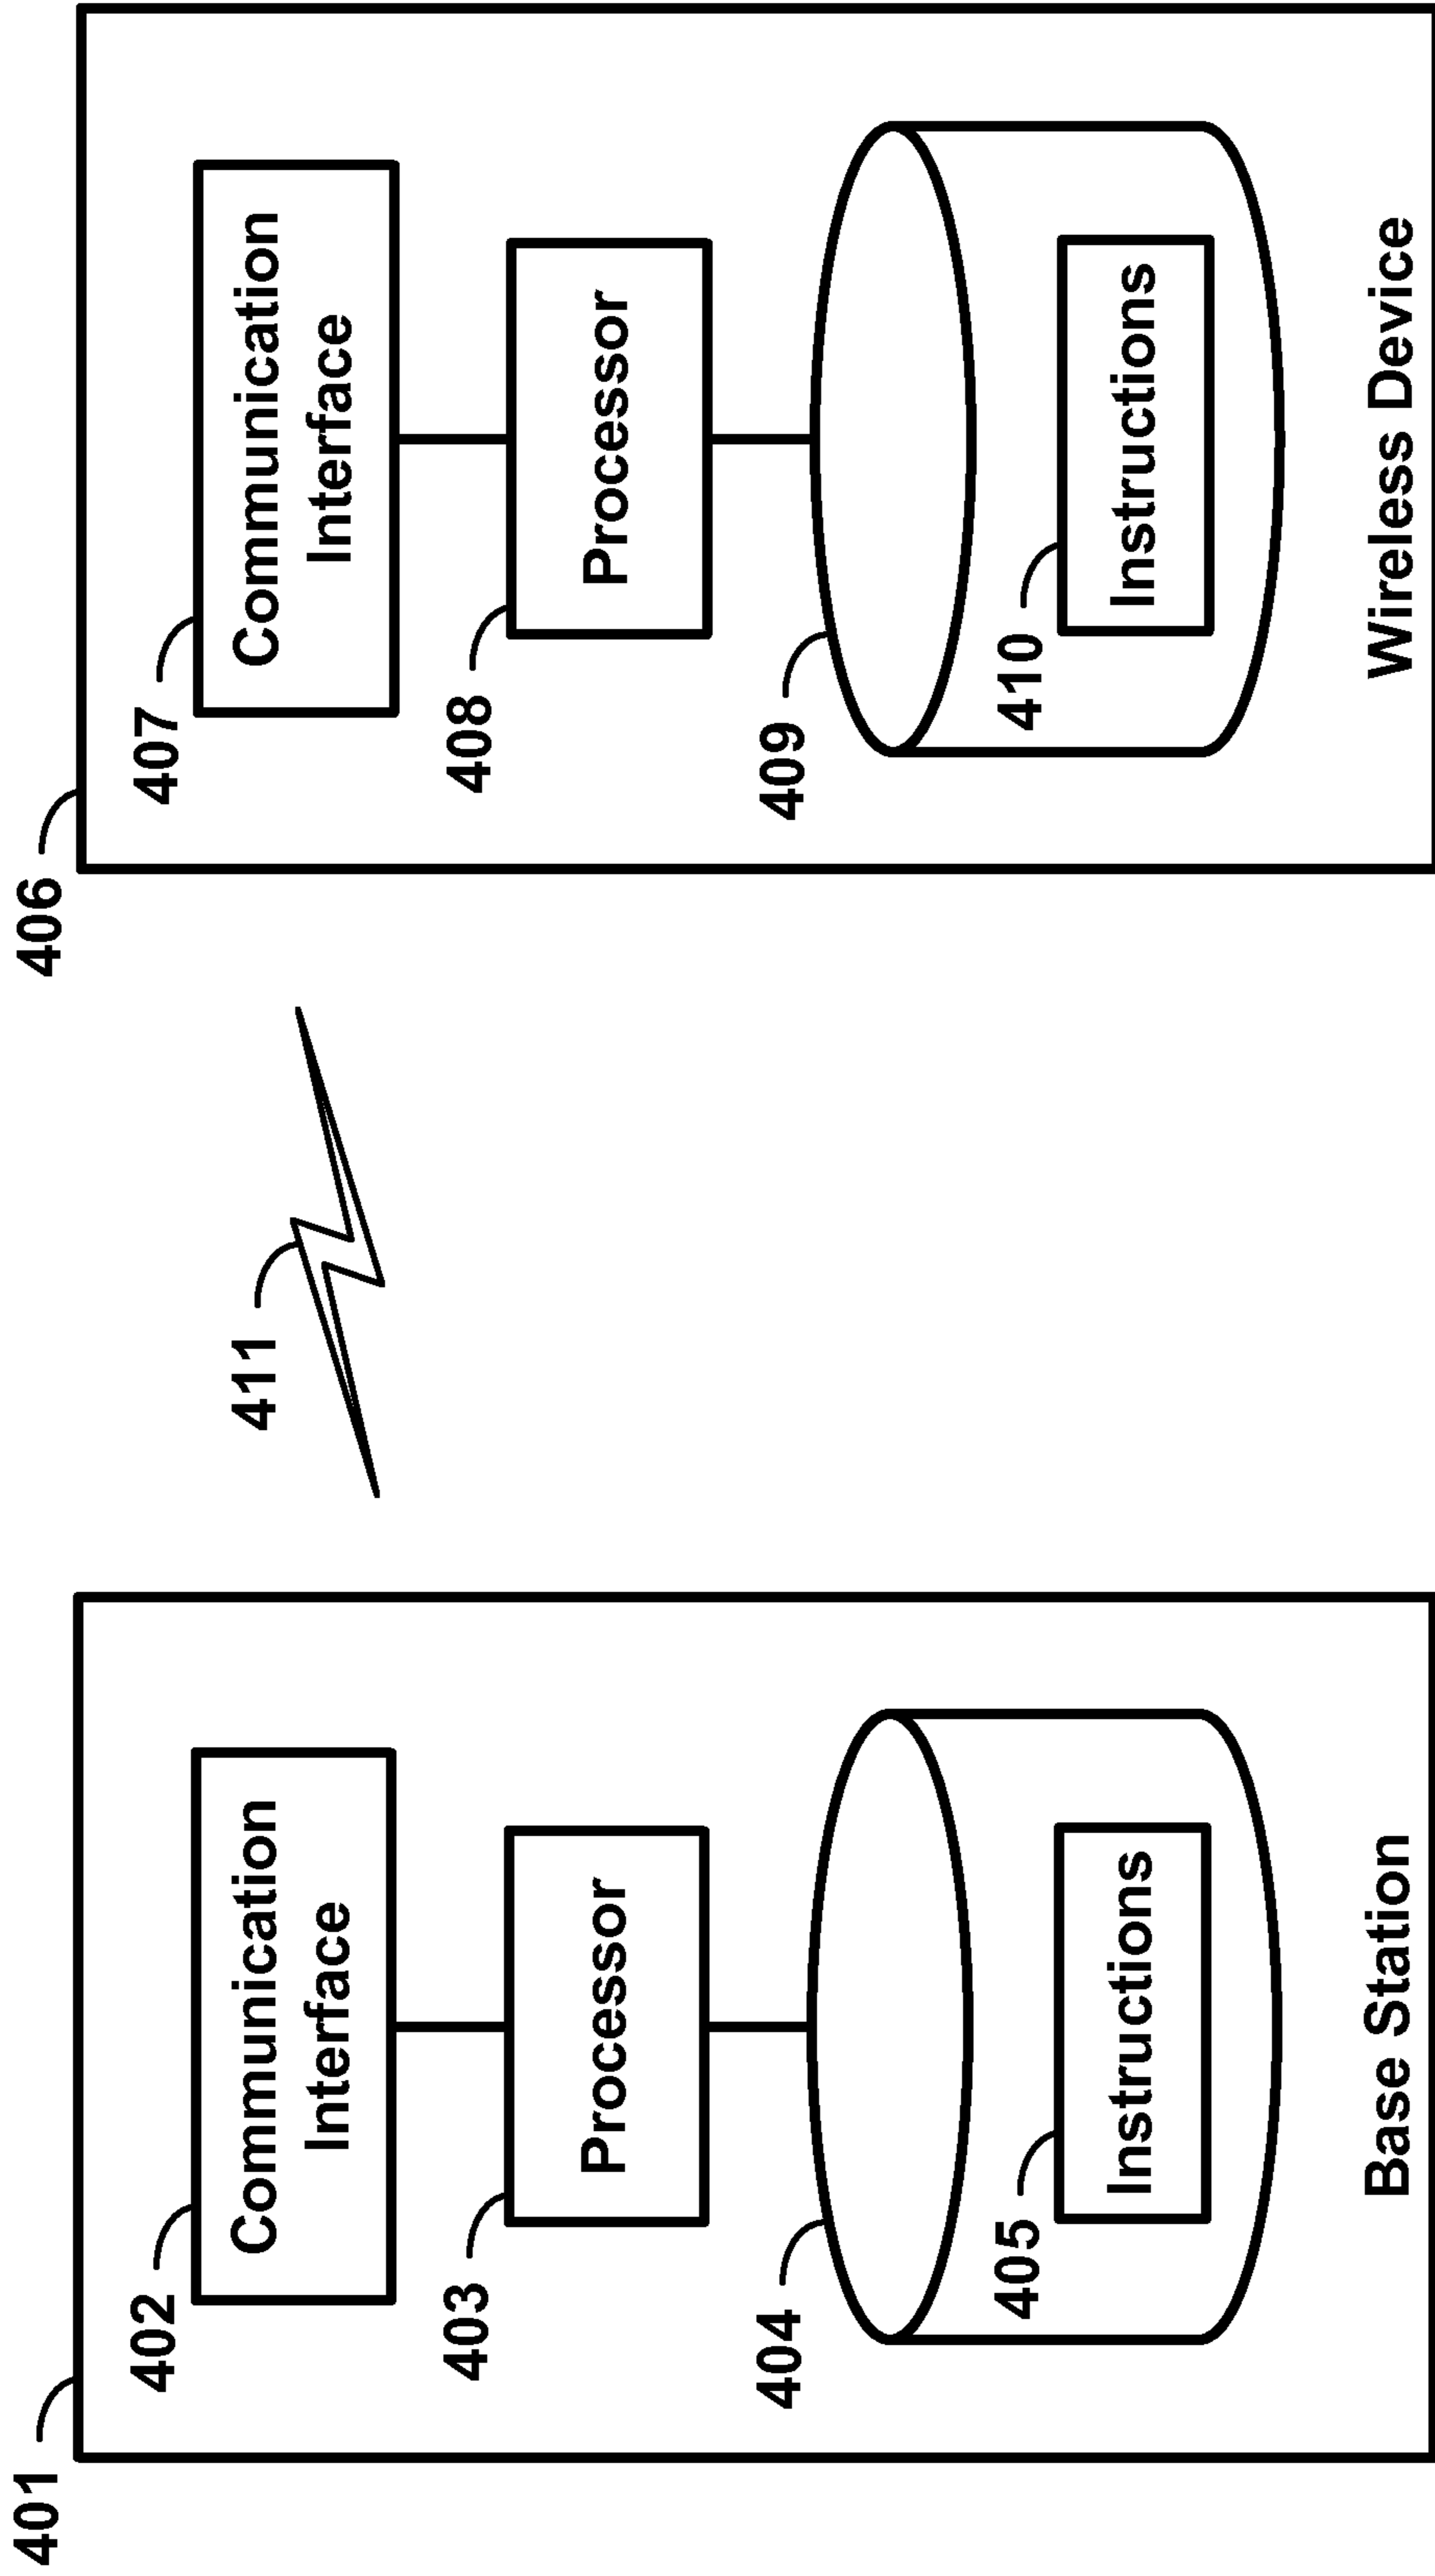 401
402
Communication
Interface
403
Processor
404
405
Instructions
Base Station
411
406
407
Communication
Interface
408
Processor
409
410
Instructions
Wireless Device